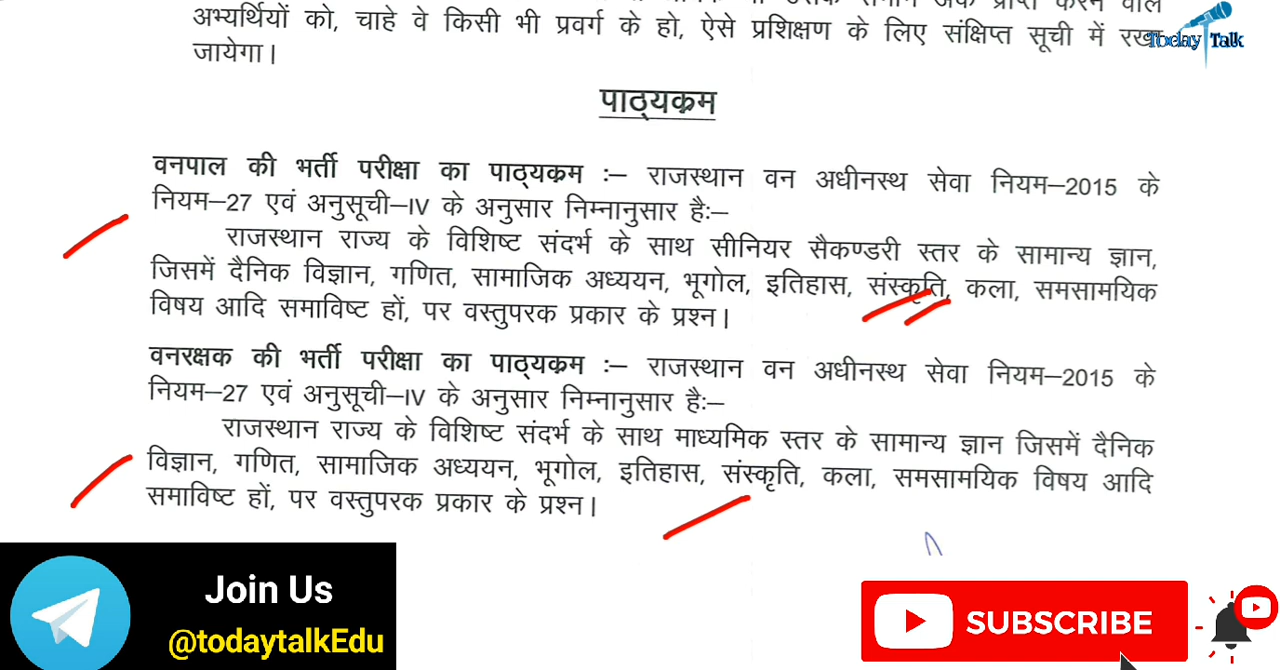 अभ्यर्थियों को, चाहे वे किसी भी प्रवर्ग के हो, ऐसे प्रशिक्षण के लिए संक्षिप्त सूची में रखा
जायेगा।
Today Talk
पाठ्यक्रम
वनपाल की भर्ती परीक्षा का पाठ्यक्रम :– राजस्थान वन अधीनस्थ सेवा नियम–2015 के
नियम–27 एवं अनुसूची–IV के अनुसार निम्नानुसार है:–
राजस्थान राज्य के विशिष्ट संदर्भ के साथ सीनियर सैकण्डरी स्तर के सामान्य ज्ञान,
जिसमें दैनिक विज्ञान, गणित, सामाजिक अध्ययन, भूगोल, इतिहास, संस्कृति, कला, समसामयिक
विषय आदि समाविष्ट हों, पर वस्तुपरक प्रकार के प्रश्न।
वनरक्षक की भर्ती परीक्षा का पाठ्यक्रम :– राजस्थान वन अधीनस्थ सेवा नियम–2015 के
नियम–27 एवं अनुसूची–IV के अनुसार निम्नानुसार है:–
राजस्थान राज्य के विशिष्ट संदर्भ के साथ माध्यमिक स्तर के सामान्य ज्ञान जिसमें दैनिक
विज्ञान, गणित, सामाजिक अध्ययन, भूगोल, इतिहास, संस्कृति, कला, समसामयिक विषय आदि
समाविष्ट हों, पर वस्तुपरक प्रकार के प्रश्न।
Join Us
@todaytalkEdu
SUBSCRIBE